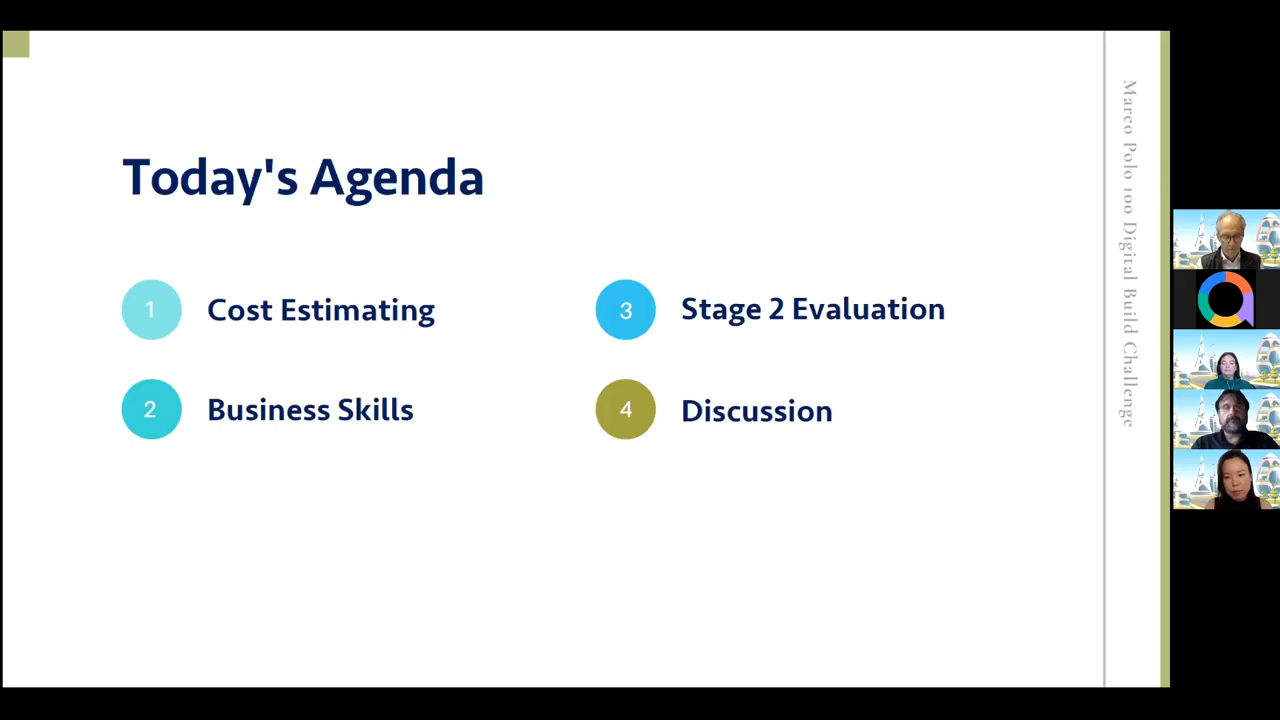 Today's Agenda
1 Cost Estimating
2 Business Skills
3 Stage 2 Evaluation
4 Discussion
Marco Polo 100 Digital Build Challenge